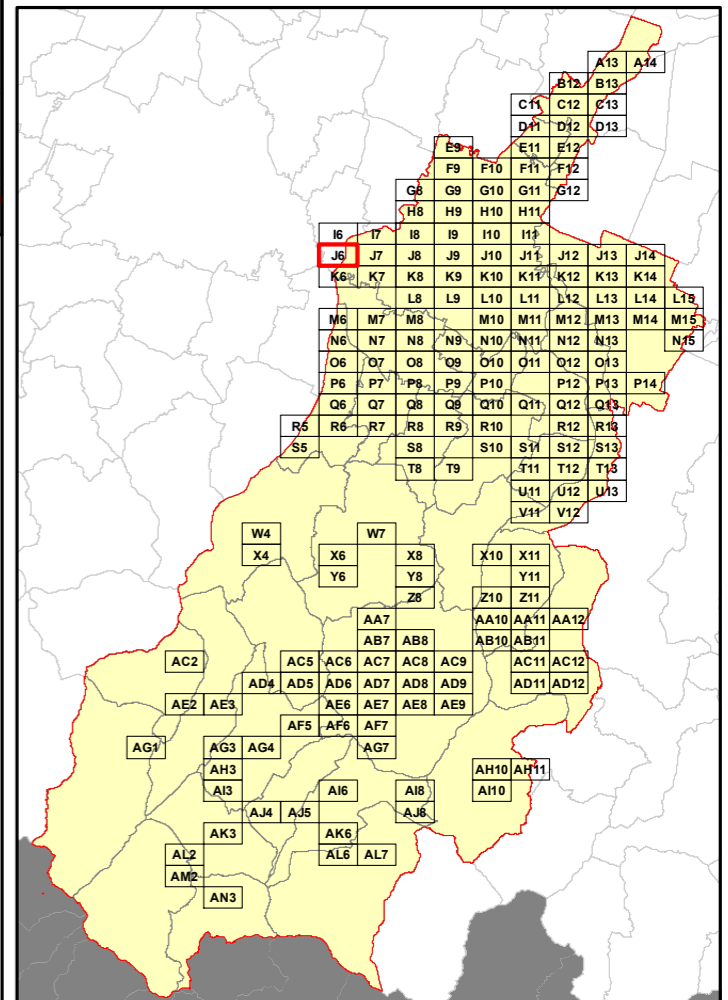 A13 A14
B12 B13
C11 C12 C13
D11 D12 D13
E9 E11 E12
F9 F10 F11 F12
G8 G9 G10 G11 G12
H8 H9 H10 H11
I6 I7 I8 I9 I10 I11
J6 J7 J8 J9 J10 J11 J12 J13 J14
K6 K7 K8 K9 K10 K11 K12 K13 K14
L8 L9 L10 L11 L12 L13 L14 L15
M6 M7 M8 M10 M11 M12 M13 M14 M15
N6 N7 N8 N9 N10 N11 N12 N13 N15
O6 O7 O8 O9 O10 O11 O12 O13
P6 P7 P8 P9 P10 P12 P13 P14
Q6 Q7 Q8 Q9 Q10 Q11 Q12 Q13
R5 R6 R7 R8 R9 R10 R12 R13
S5 S8 S10 S11 S12 S13
T8 T9 T11 T12 T13
U11 U12 U13
V11 V12
W4 W7
X4 X6 X8 X10 X11
Y6 Y8 Y11
Z8 Z10 Z11
AA7 AA10 AA11 AA12
AB7 AB8 AB10 AB11
AC2 AC5 AC6 AC7 AC8 AC9 AC11 AC12
AD4 AD5 AD6 AD7 AD8 AD9 AD11 AD12
AE2 AE3 AE6 AE7 AE8 AE9
AF5 AF6 AF7
AG1 AG3 AG4 AG7
AH3 AH10 AH11
AI3 AI6 AI8 AI10
AJ4 AJ5 AJ8
AK3 AK6
AL2 AL6 AL7
AM2
AN3